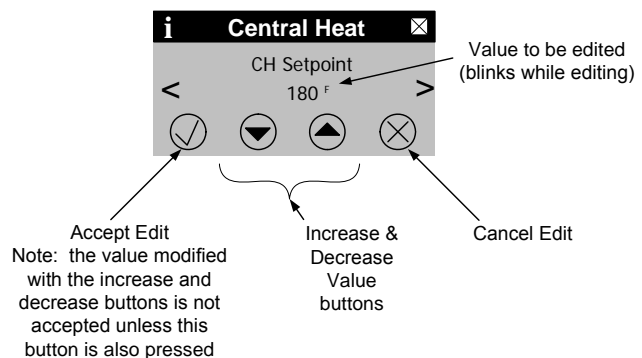 i Central Heat
CH Setpoint
< 180 F >
Value to be edited
(blinks while editing)
Accept Edit
Note: the value modified
with the increase and
decrease buttons is not
accepted unless this
button is also pressed
Increase &
Decrease
Value
buttons
Cancel Edit